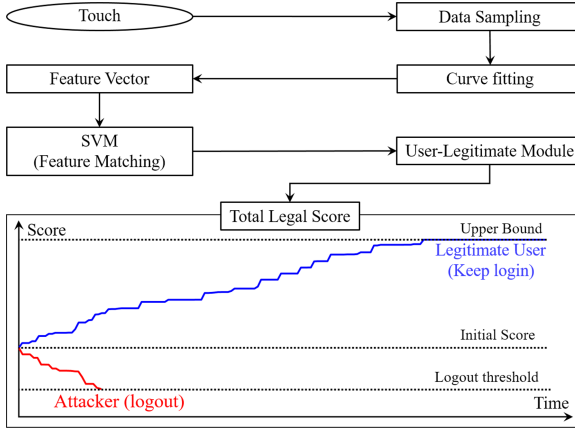 Touch
Data Sampling
Feature Vector
Curve fitting
SVM
(Feature Matching)
User-Legitimate Module
Total Legal Score
Score
Upper Bound
Legitimate User
(Keep login)
Initial Score
Logout threshold
Attacker (logout)
Time